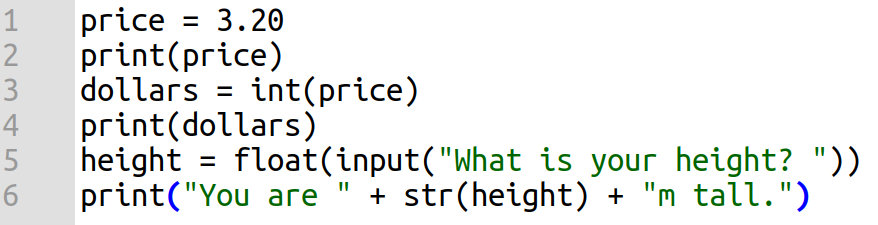 1 price = 3.20
2 print(price)
3 dollars = int(price)
4 print(dollars)
5 height = float(input("What is your height? "))
6 print("You are " + str(height) + "m tall.")